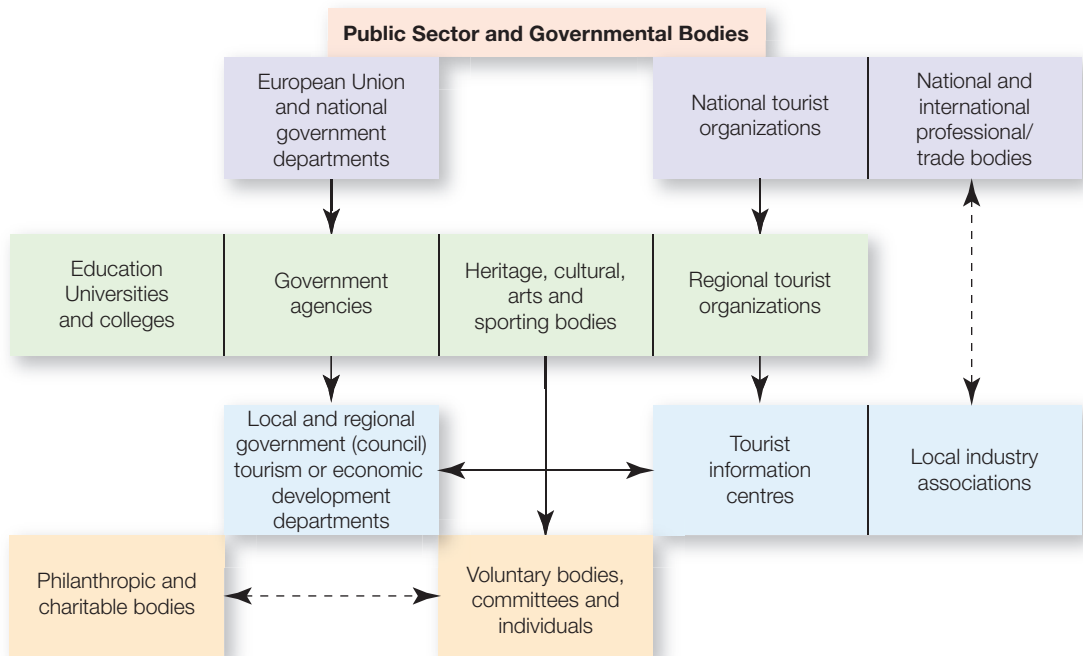 Public Sector and Governmental Bodies
European Union
and national
government
departments
National tourist
organizations
National and
international
professional/
trade bodies
Education
Universities
and colleges
Government
agencies
Heritage, cultural,
arts and
sporting bodies
Regional tourist
organizations
Local and regional
government (council)
tourism or economic
development
departments
Tourist
information
centres
Local industry
associations
Philanthropic and
charitable bodies
Voluntary bodies,
committees and
individuals